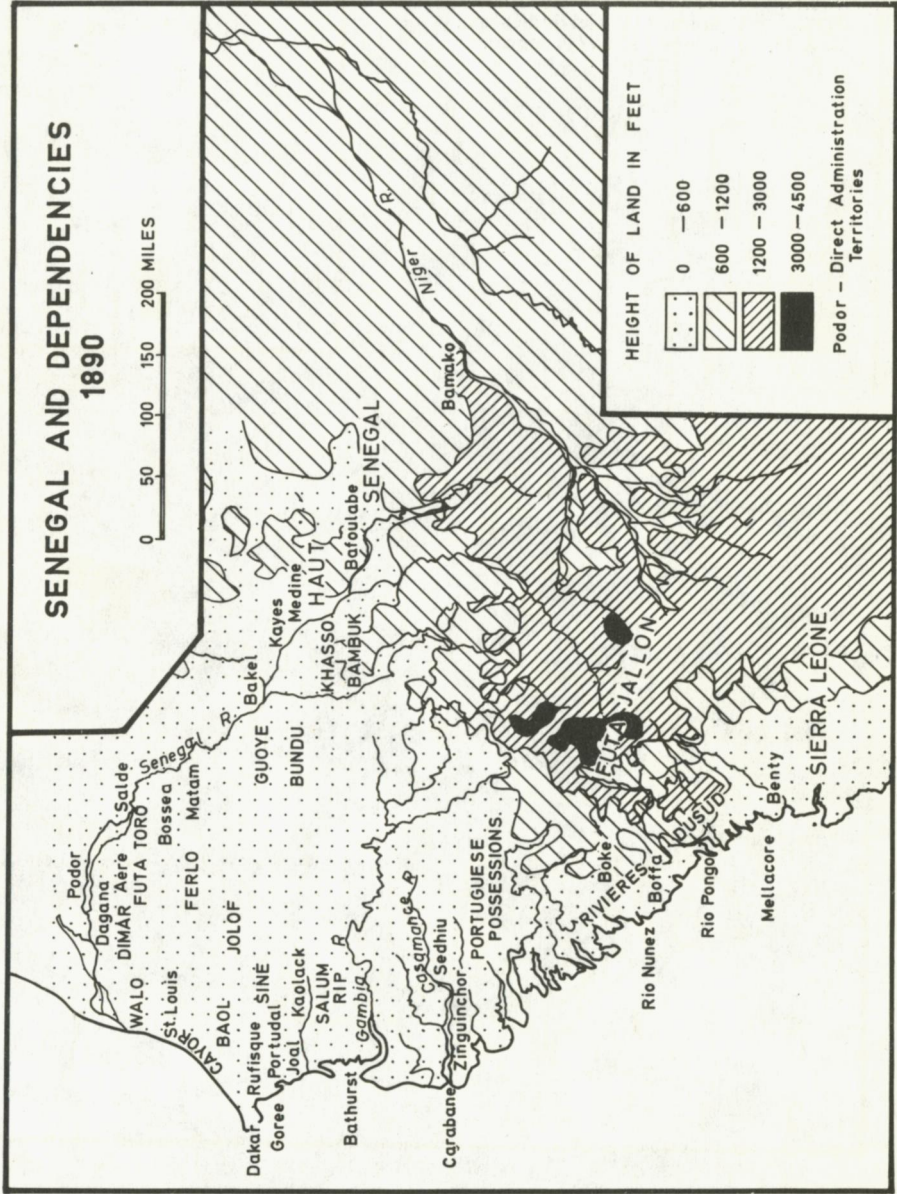 SENEGAL AND DEPENDENCIES
1890
0 50 100 150 200 MILES
Podor
Dagana
DIMAR
Aére
Salde
FUTA TORO
Senegal R.
WALO
St.Louis
Bossea
Matam
FERLO
CAYOR
BAOL
JOLOF
Bakel
GUOYE
Kayes
Medine
HAUT
SENEGAL
Dakar
Rufisque
SINE
Goree
Portudal
Joal
Kaolack
BUNDU
KHASSO
BAMBUK
Bafoulabe
SALUM
RIP
Gambia R
Bathurst
Casamance R
Sedhiu
Carabane
Zinguinchor
PORTUGUESE
POSSESSIONS.
Bamako
Niger R.
FUTA JALLON
RIVIERES
DUSUD
Boke
Rio Nunez
Boffa
Rio Pongo
Mellacore
Benty
SIERRA LEONE
HEIGHT OF LAND IN FEET
0 – 600
600 – 1200
1200 – 3000
3000 – 4500
Podor – Direct Administration
Territories